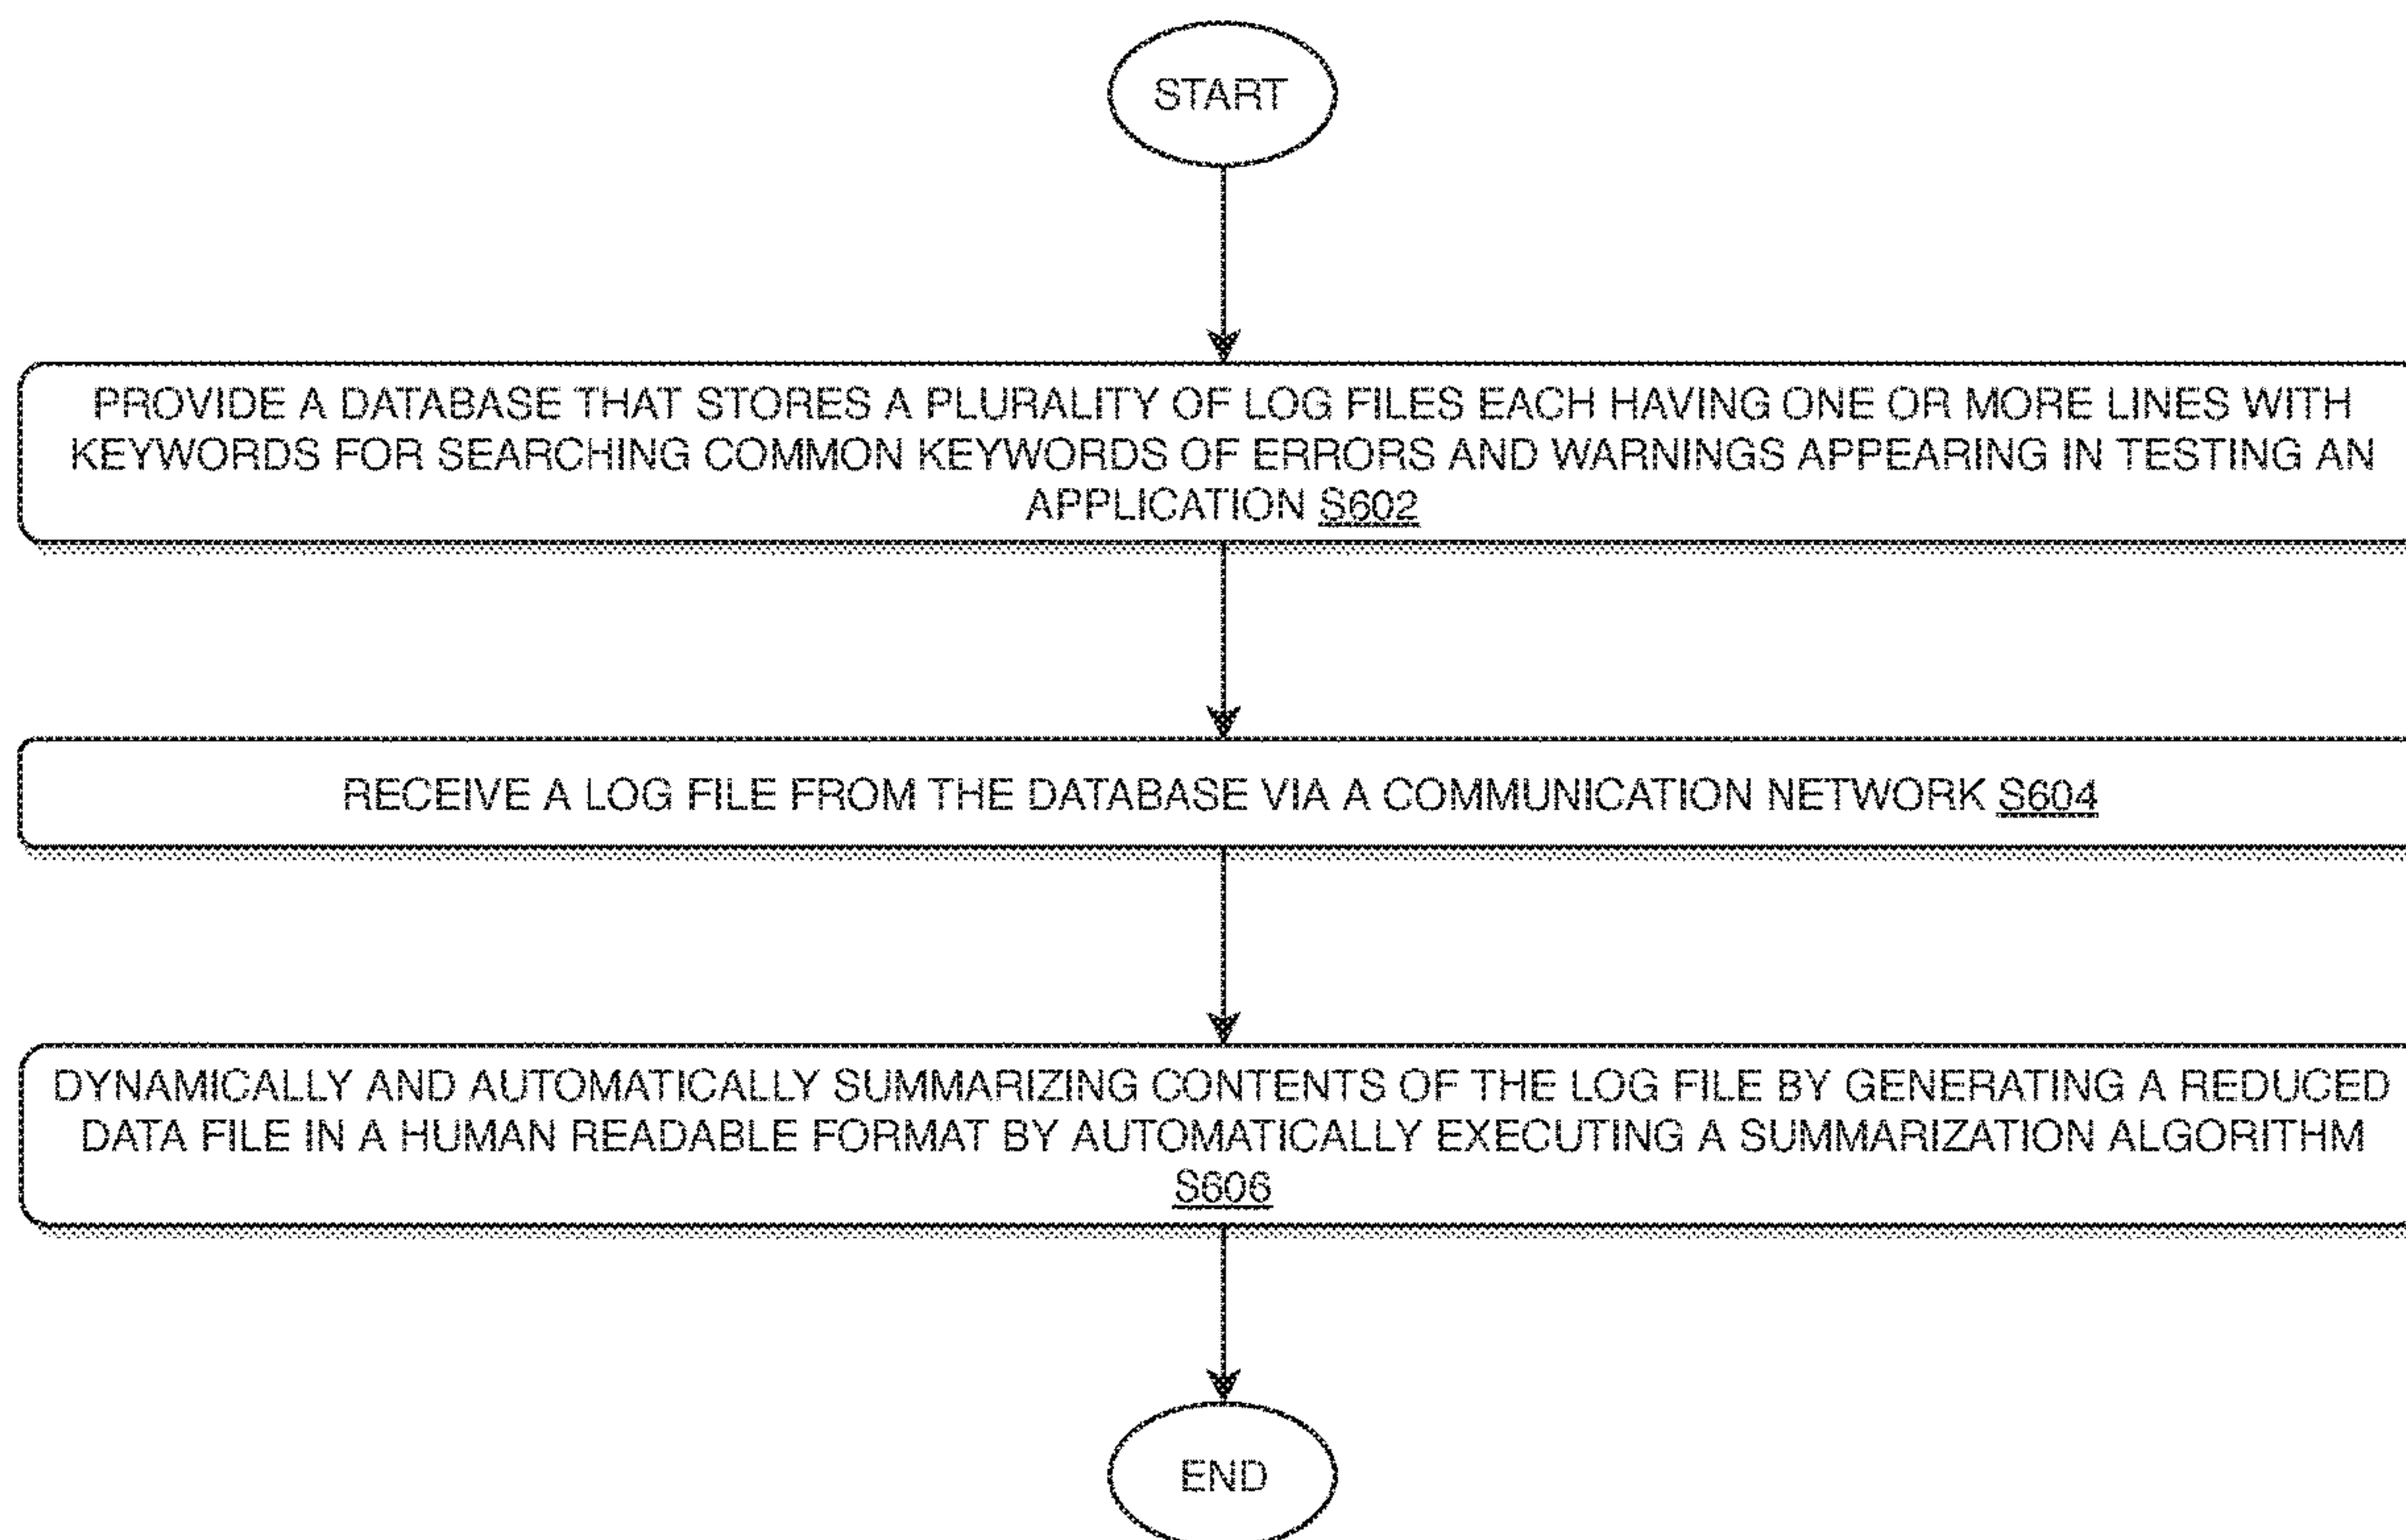 START
PROVIDE A DATABASE THAT STORES A PLURALITY OF LOG FILES EACH HAVING ONE OR MORE LINES WITH
KEYWORDS FOR SEARCHING COMMON KEYWORDS OF ERRORS AND WARNINGS APPEARING IN TESTING AN
APPLICATION S602
RECEIVE A LOG FILE FROM THE DATABASE VIA A COMMUNICATION NETWORK S604
DYNAMICALLY AND AUTOMATICALLY SUMMARIZING CONTENTS OF THE LOG FILE BY GENERATING A REDUCED
DATA FILE IN A HUMAN READABLE FORMAT BY AUTOMATICALLY EXECUTING A SUMMARIZATION ALGORITHM
S606
END